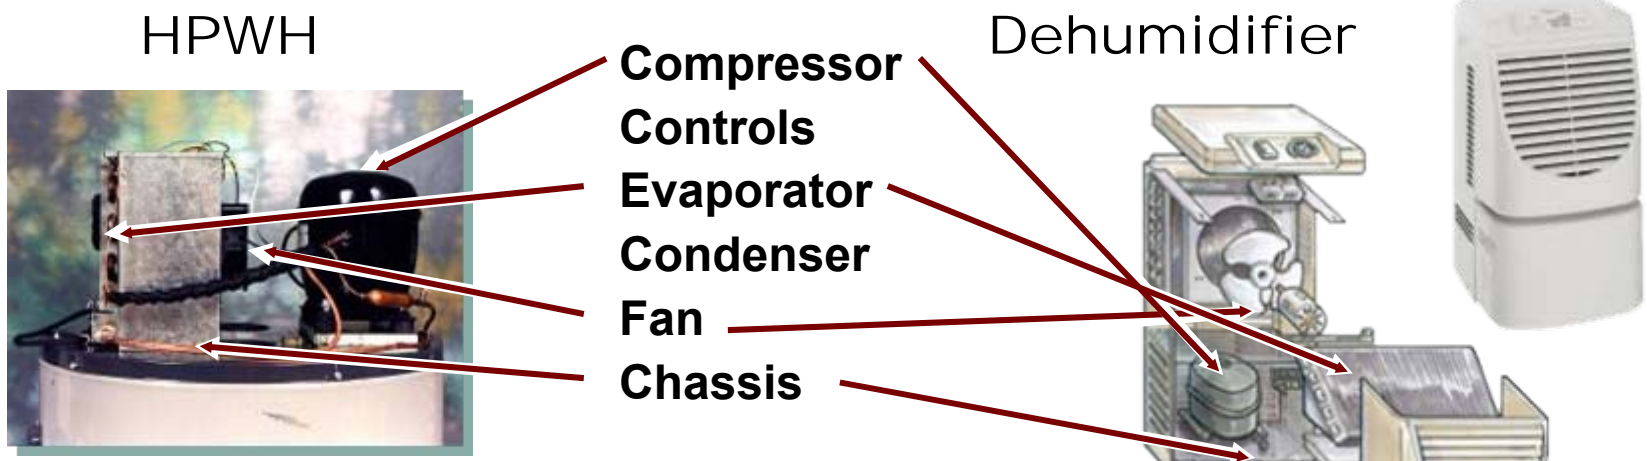 HPWH
Dehumidifier
Compressor
Controls
Evaporator
Condenser
Fan
Chassis